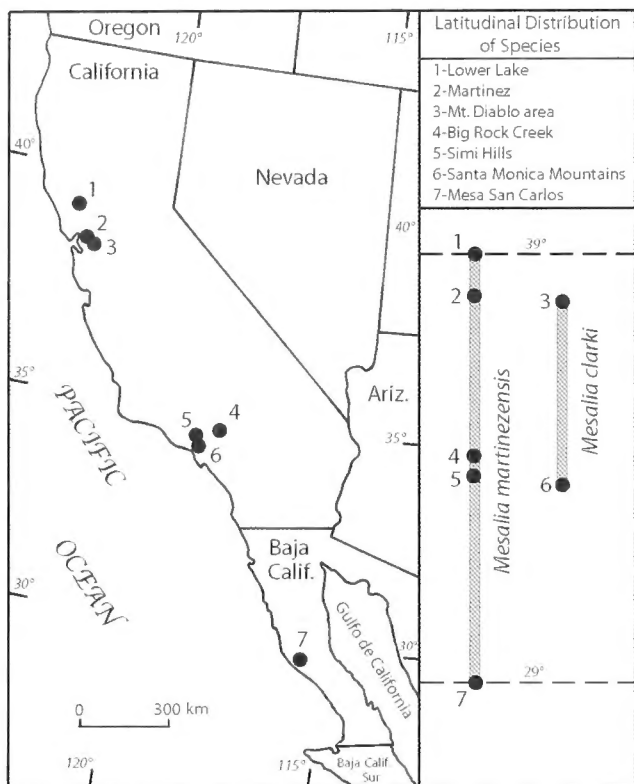 Oregon
120°
115°
California
40°
1
Nevada
2
3
40°
35°
Ariz.
4
5
6
35°
PACIFIC
OCEAN
Baja
Calif.
30°
Gulfo de California
7
30°
0 300 km
120°
115°
Baja Calif.
Sur
Latitudinal Distribution
of Species
1-Lower Lake
2-Martinez
3-Mt. Diablo area
4-Big Rock Creek
5-Simi Hills
6-Santa Monica Mountains
7-Mesa San Carlos
1
39°
2
3
4
5
6
Mesalia martinezensis
Mesalia clarki
29°
7